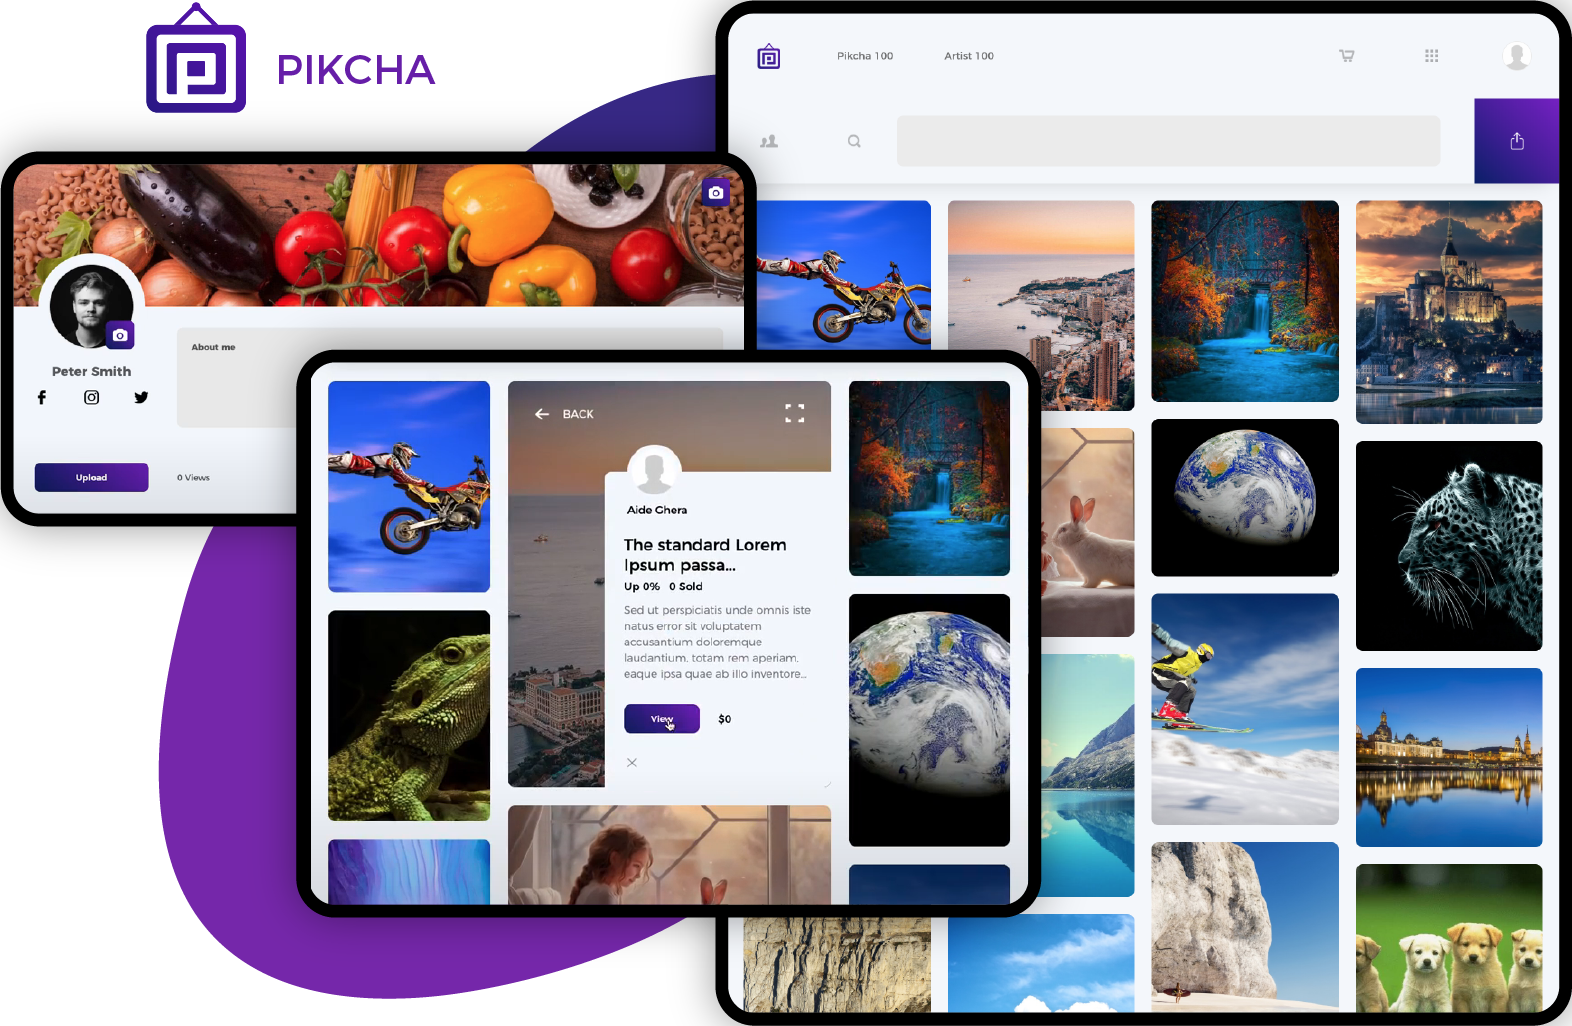 PIKCHA
Pikcha 100
Artist 100
About me
Peter Smith
Upload
0 Views
BACK
Aide Ghera
The standard Lorem
Ipsum passa...
Up 0% 0 Sold
Sed ut perspiciatis unde omnis iste
natus error sit voluptatem
accusantium doloremque
laudantium, totam rem aperiam,
eaque ipsa quae ab illo inventore...
View
$0